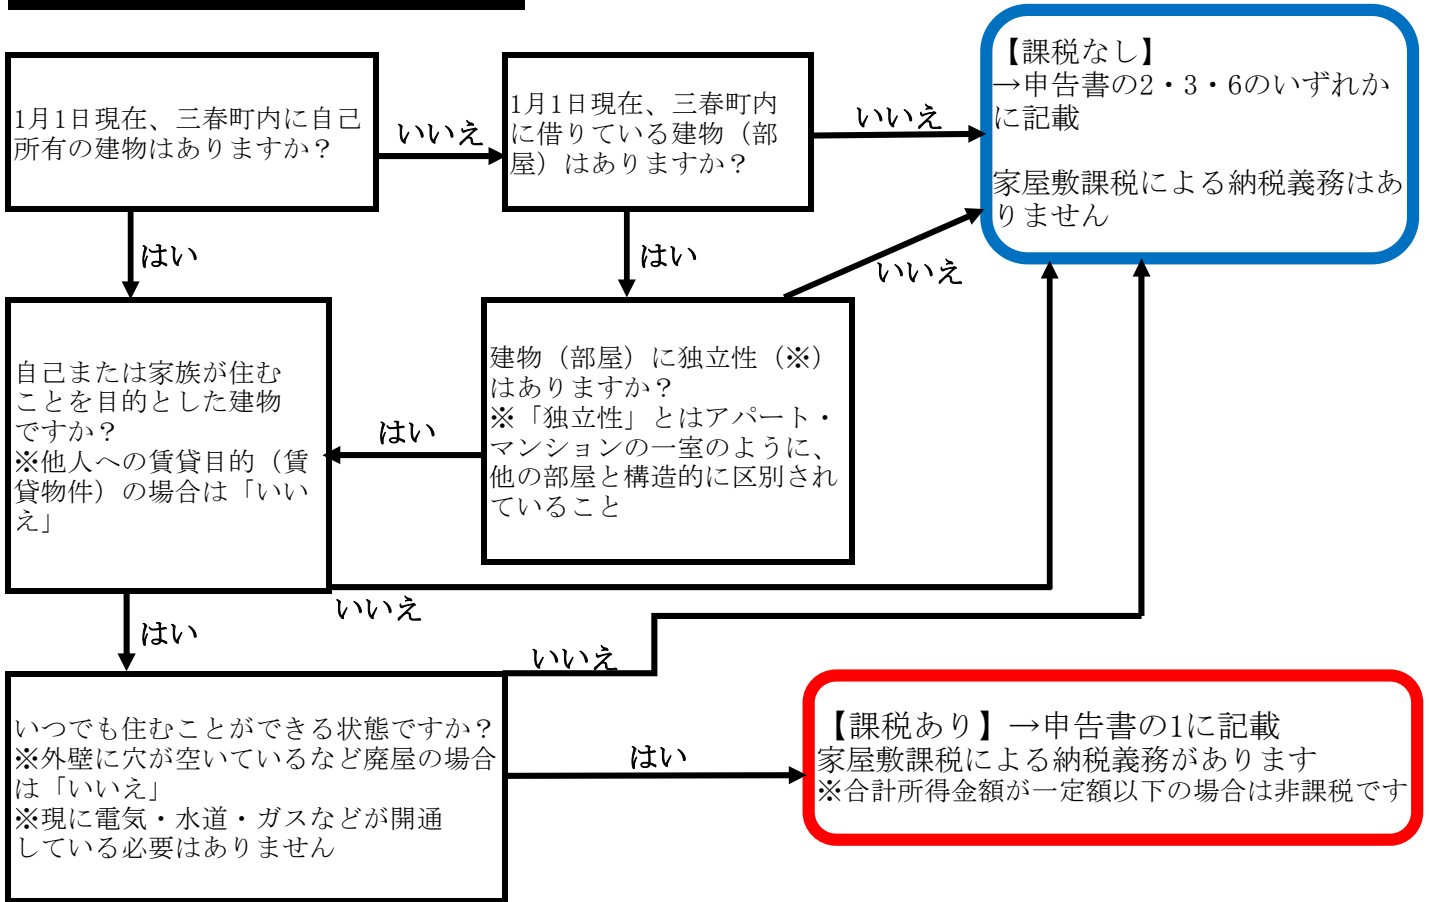 1月1日現在、三春町内に自己
所有の建物はありますか？
いいえ
1月1日現在、三春町内
に借りている建物（部
屋）はありますか？
いいえ
【課税なし】
→申告書の2・3・6のいずれか
に記載
家屋敷課税による納税義務はあ
りません
はい
はい
いいえ
自己または家族が住む
ことを目的とした建物
ですか？
※他人への賃貸目的（賃
貸物件）の場合は「いい
え」
はい
建物（部屋）に独立性（※）
はありますか？
※「独立性」とはアパート・
マンションの一室のように、
他の部屋と構造的に区別され
ていること
いいえ
はい
いいえ
いつでも住むことができる状態ですか？
※外壁に穴が空いているなど廃屋の場合
は「いいえ」
※現に電気・水道・ガスなどが開通
している必要はありません
はい
【課税あり】→申告書の1に記載
家屋敷課税による納税義務があります
※合計所得金額が一定額以下の場合は非課税です